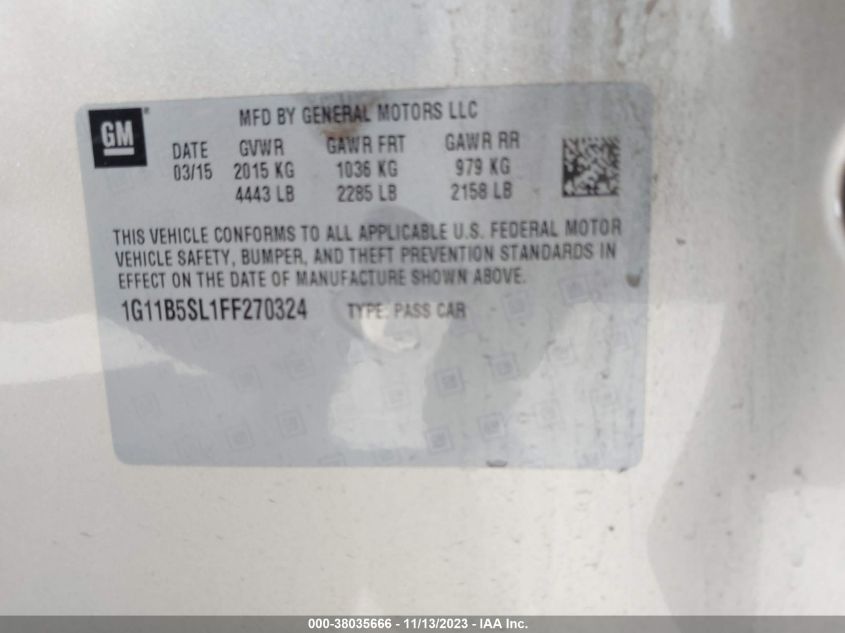 GM
MFD BY GENERAL MOTORS LLC
DATE GVWR GAWR FRT GAWR RR
03/15 2015 KG 1036 KG 979 KG
4443 LB 2285 LB 2158 LB
THIS VEHICLE CONFORMS TO ALL APPLICABLE U.S. FEDERAL MOTOR
VEHICLE SAFETY, BUMPER, AND THEFT PREVENTION STANDARDS IN
EFFECT ON THE DATE OF MANUFACTURE SHOWN ABOVE.
1G11B5SL1FF270324 TYPE: PASS CAR
000-38035666 - 11/13/2023 - IAA Inc.